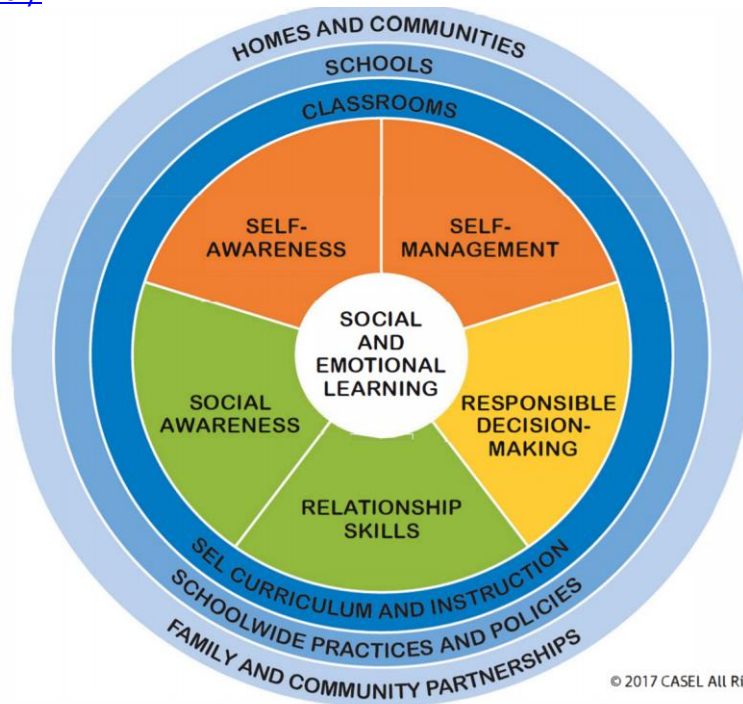 HOMES AND COMMUNITIES
SCHOOLS
CLASSROOMS
SELF-
AWARENESS
SELF-
MANAGEMENT
SOCIAL
AND
EMOTIONAL
LEARNING
SOCIAL
AWARENESS
RESPONSIBLE
DECISION-
MAKING
RELATIONSHIP
SKILLS
SEL CURRICULUM AND INSTRUCTION
SCHOOLWIDE PRACTICES AND POLICIES
FAMILY AND COMMUNITY PARTNERSHIPS
© 2017 CASEL All